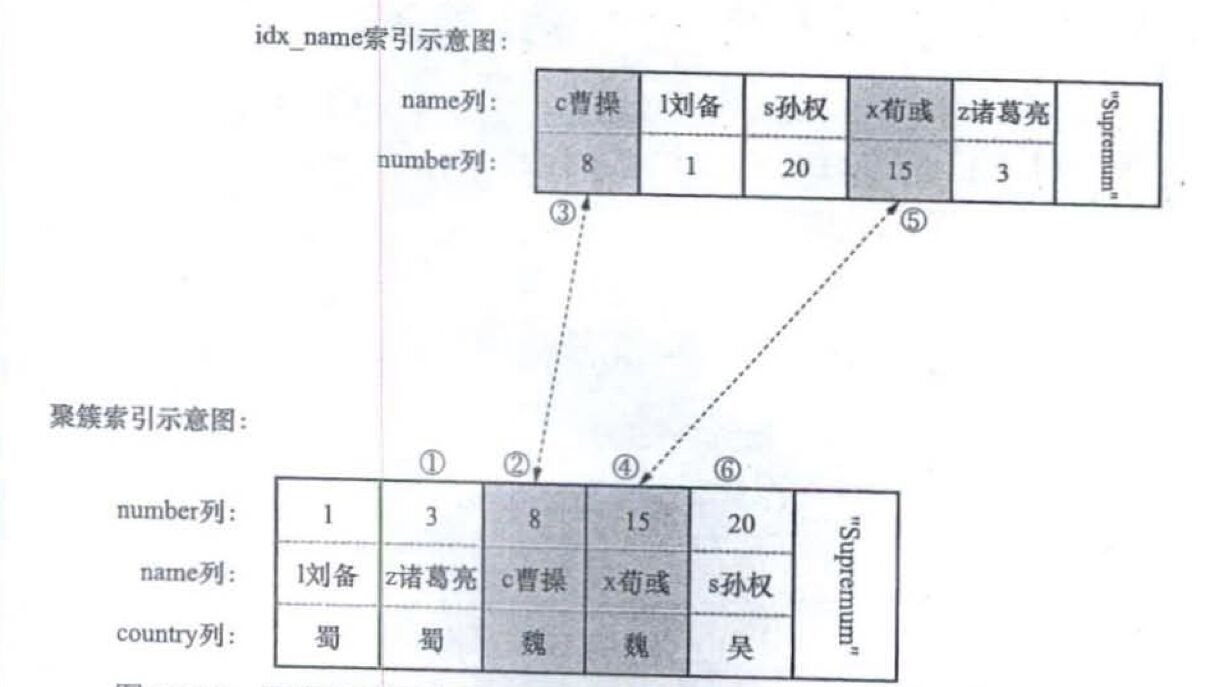 idx_name索引示意图:
name列: c曹操 l刘备 s孙权 x荀彧 z诸葛亮 "Supremum"
number列: 8 1 20 15 3
③ ⑤
聚簇索引示意图:
① ② ④ ⑥
number列: 1 3 8 15 20 "Supremum"
name列: l刘备 z诸葛亮 c曹操 x荀彧 s孙权
country列: 蜀 蜀 魏 魏 吴